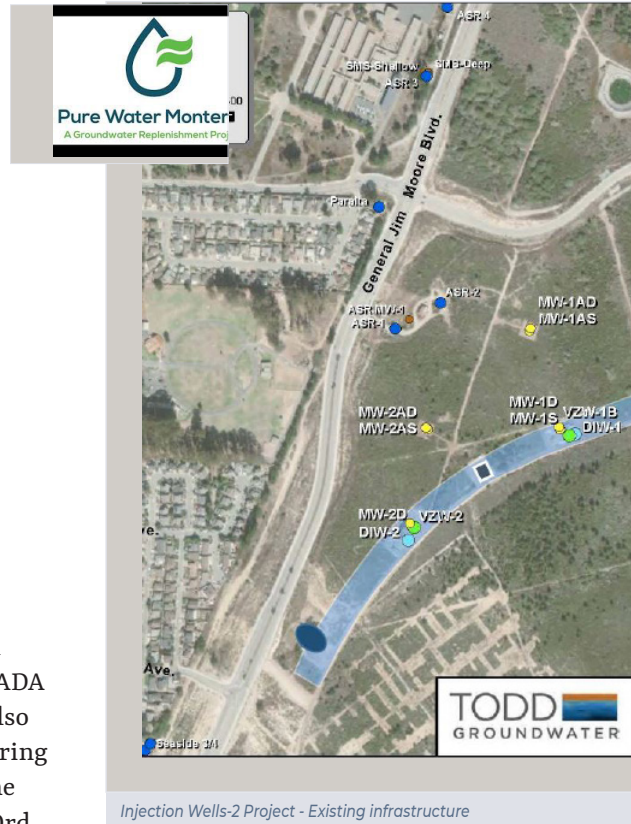 Pure Water Monter
A Groundwater Replenishment Proj
ASR 4
SMS-Shallow
SMS-Deep
ASR 3
General Jim Moore Blvd.
Paralta
ASR-2
ASR MW-1
ASR-1
MW-1AD
MW-1AS
MW-2AD
MW-2AS
MW-1D
MW-1S
VZW-1B
DIW-1
MW-2D
VZW-2
DIW-2
ve.
Ave.
Seaside 3/4
ADA
lso
ring
TODD
GROUNDWATER
Injection Wells-2 Project - Existing infrastructure